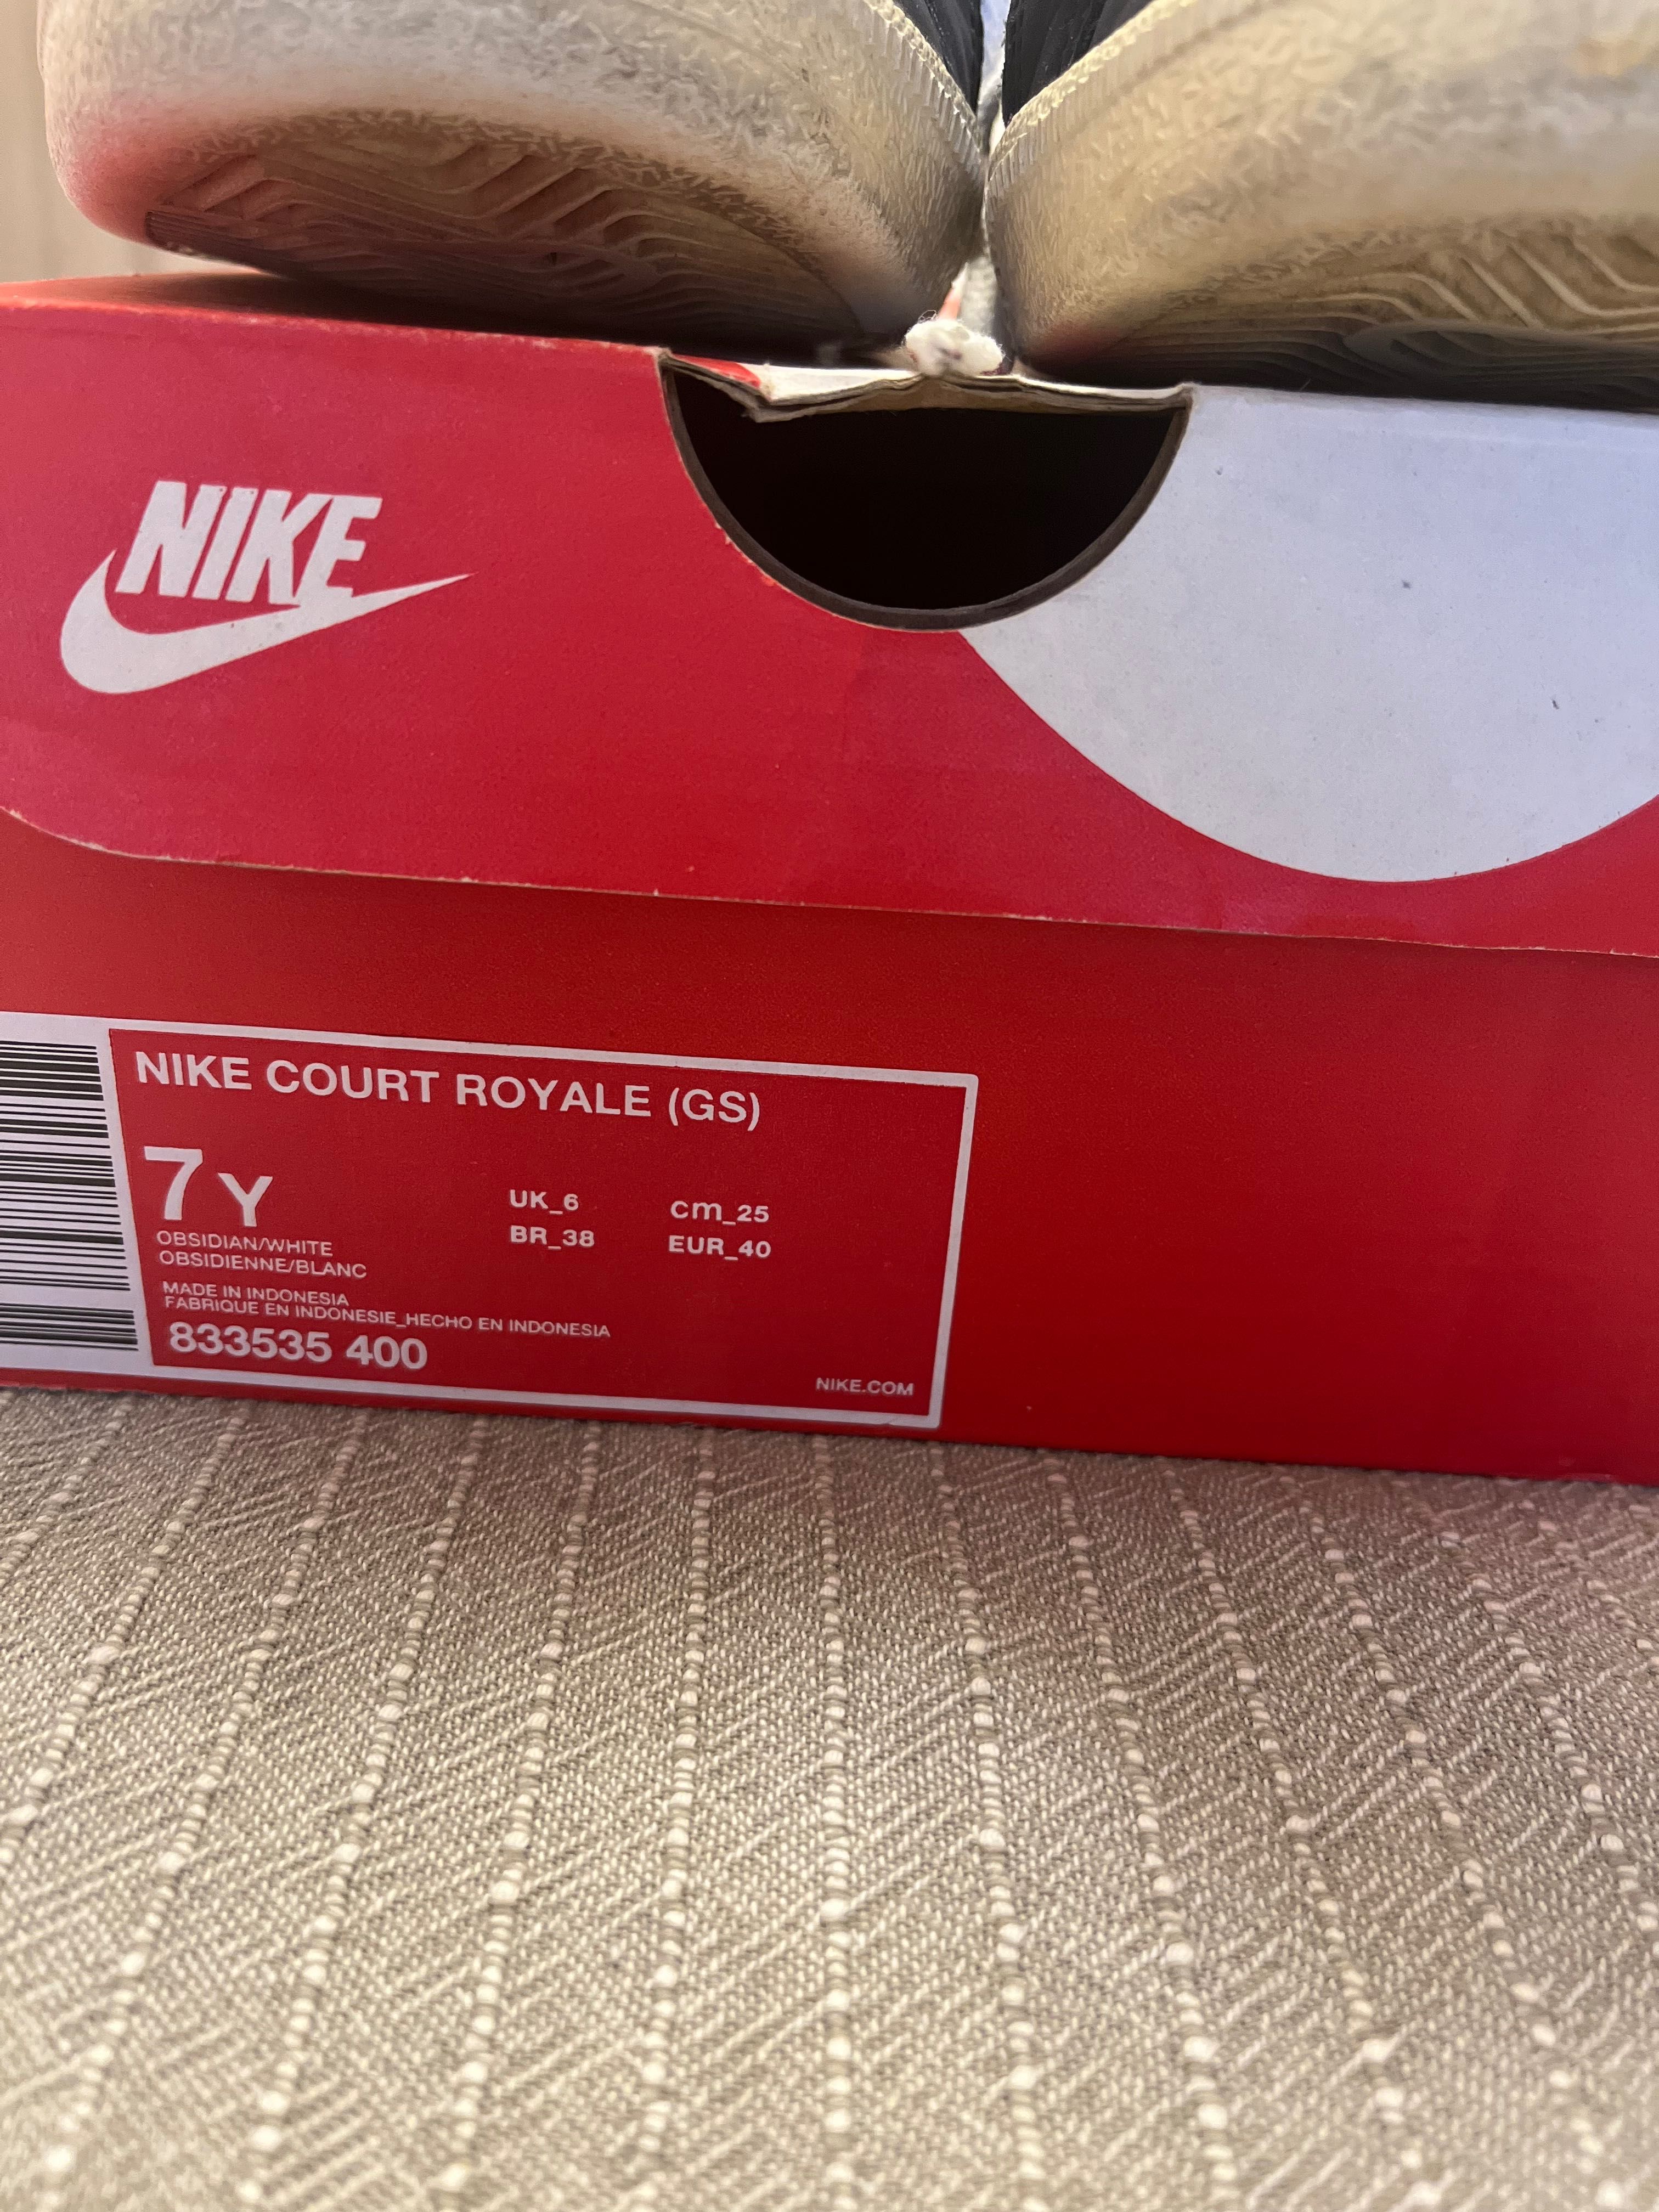 NIKE
NIKE COURT ROYALE (GS)
7Y
UK_6 cm_25
BR_38 EUR_40
OBSIDIAN/WHITE
OBSIDIENNE/BLANC
MADE IN INDONESIA
FABRIQUE EN INDONESIE_HECHO EN INDONESIA
833535 400
NIKE.COM